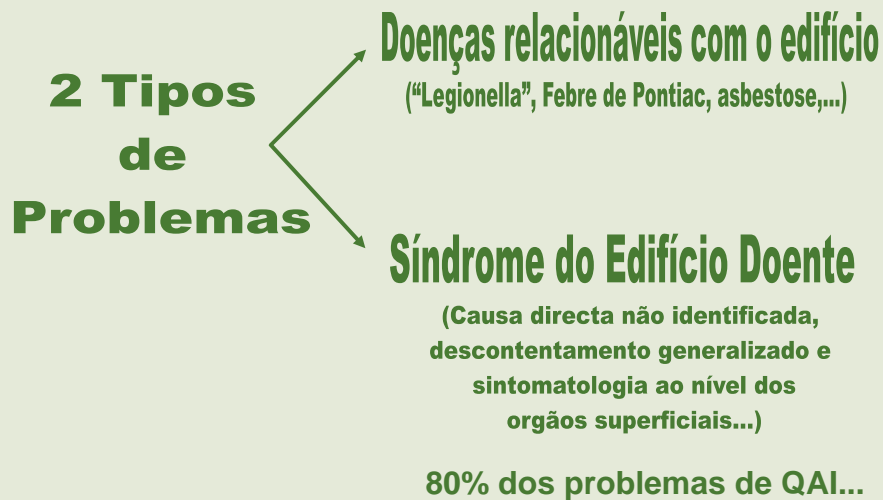 2 Tipos
de
Problemas
Doenças relacionáveis com o edifício
(“Legionella”, Febre de Pontiac, asbestose,...)
Síndrome do Edifício Doente
(Causa directa não identificada,
descontentamento generalizado e
sintomatologia ao nível dos
orgãos superficiais...)
80% dos problemas de QAI...